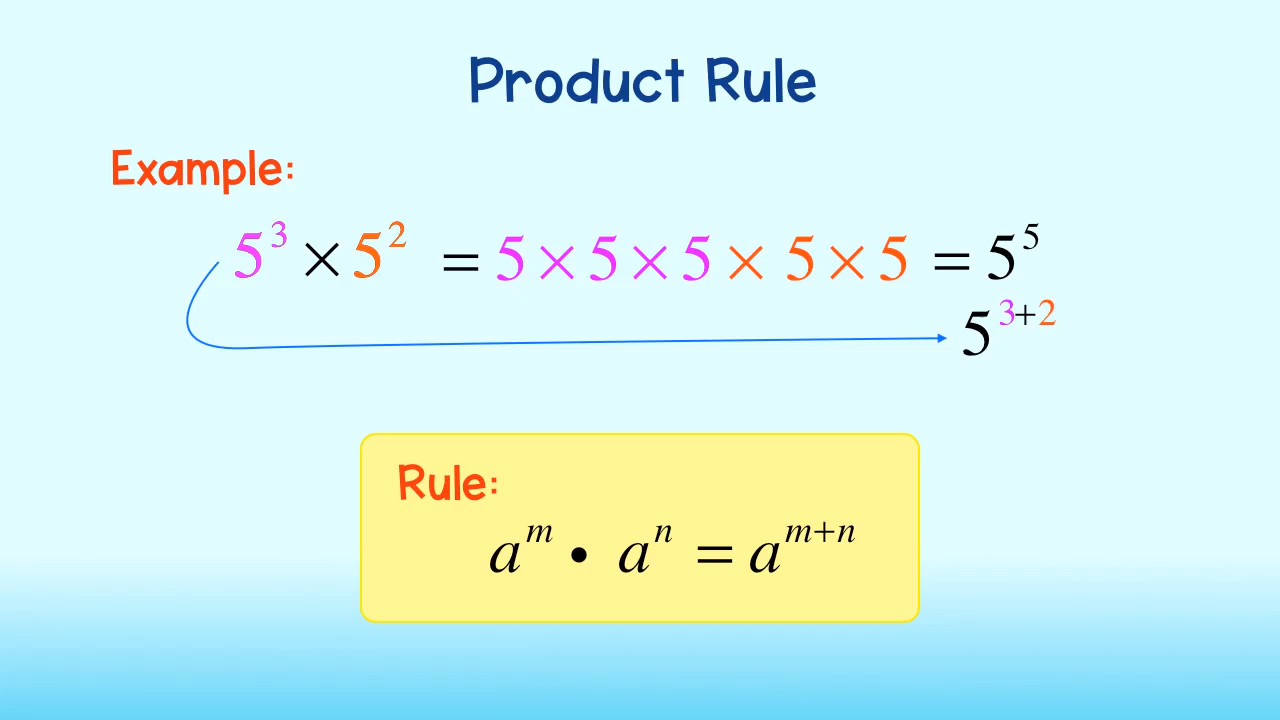 Product Rule
Example:
5³ × 5² = 5 × 5 × 5 × 5 × 5 = 5⁵
5³⁺²
Rule:
aᵐ • aⁿ = aᵐ⁺ⁿ